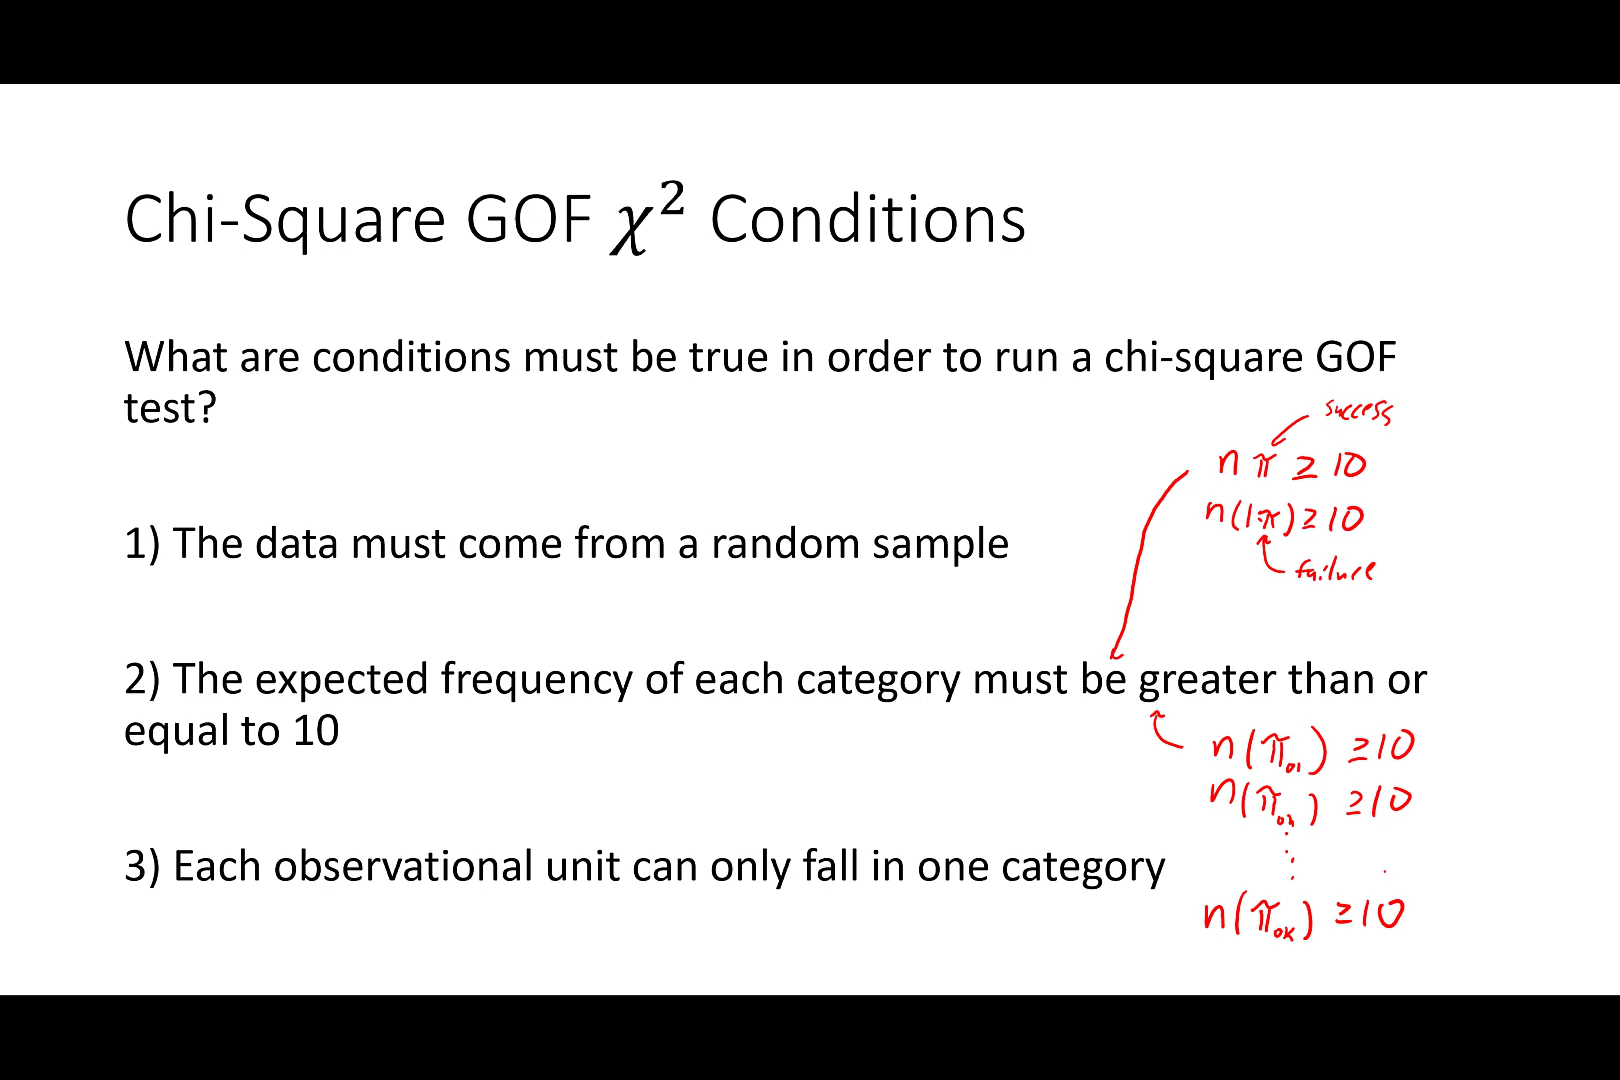 Chi-Square GOF χ² Conditions
What are conditions must be true in order to run a chi-square GOF
test?
success
n π ≥ 10
n(1-π) ≥ 10
failure
1) The data must come from a random sample
2) The expected frequency of each category must be greater than or
equal to 10
n(π₀₁) ≥ 10
n(π₀₂) ≥ 10
⋮
3) Each observational unit can only fall in one category
n(π₀ₖ) ≥ 10